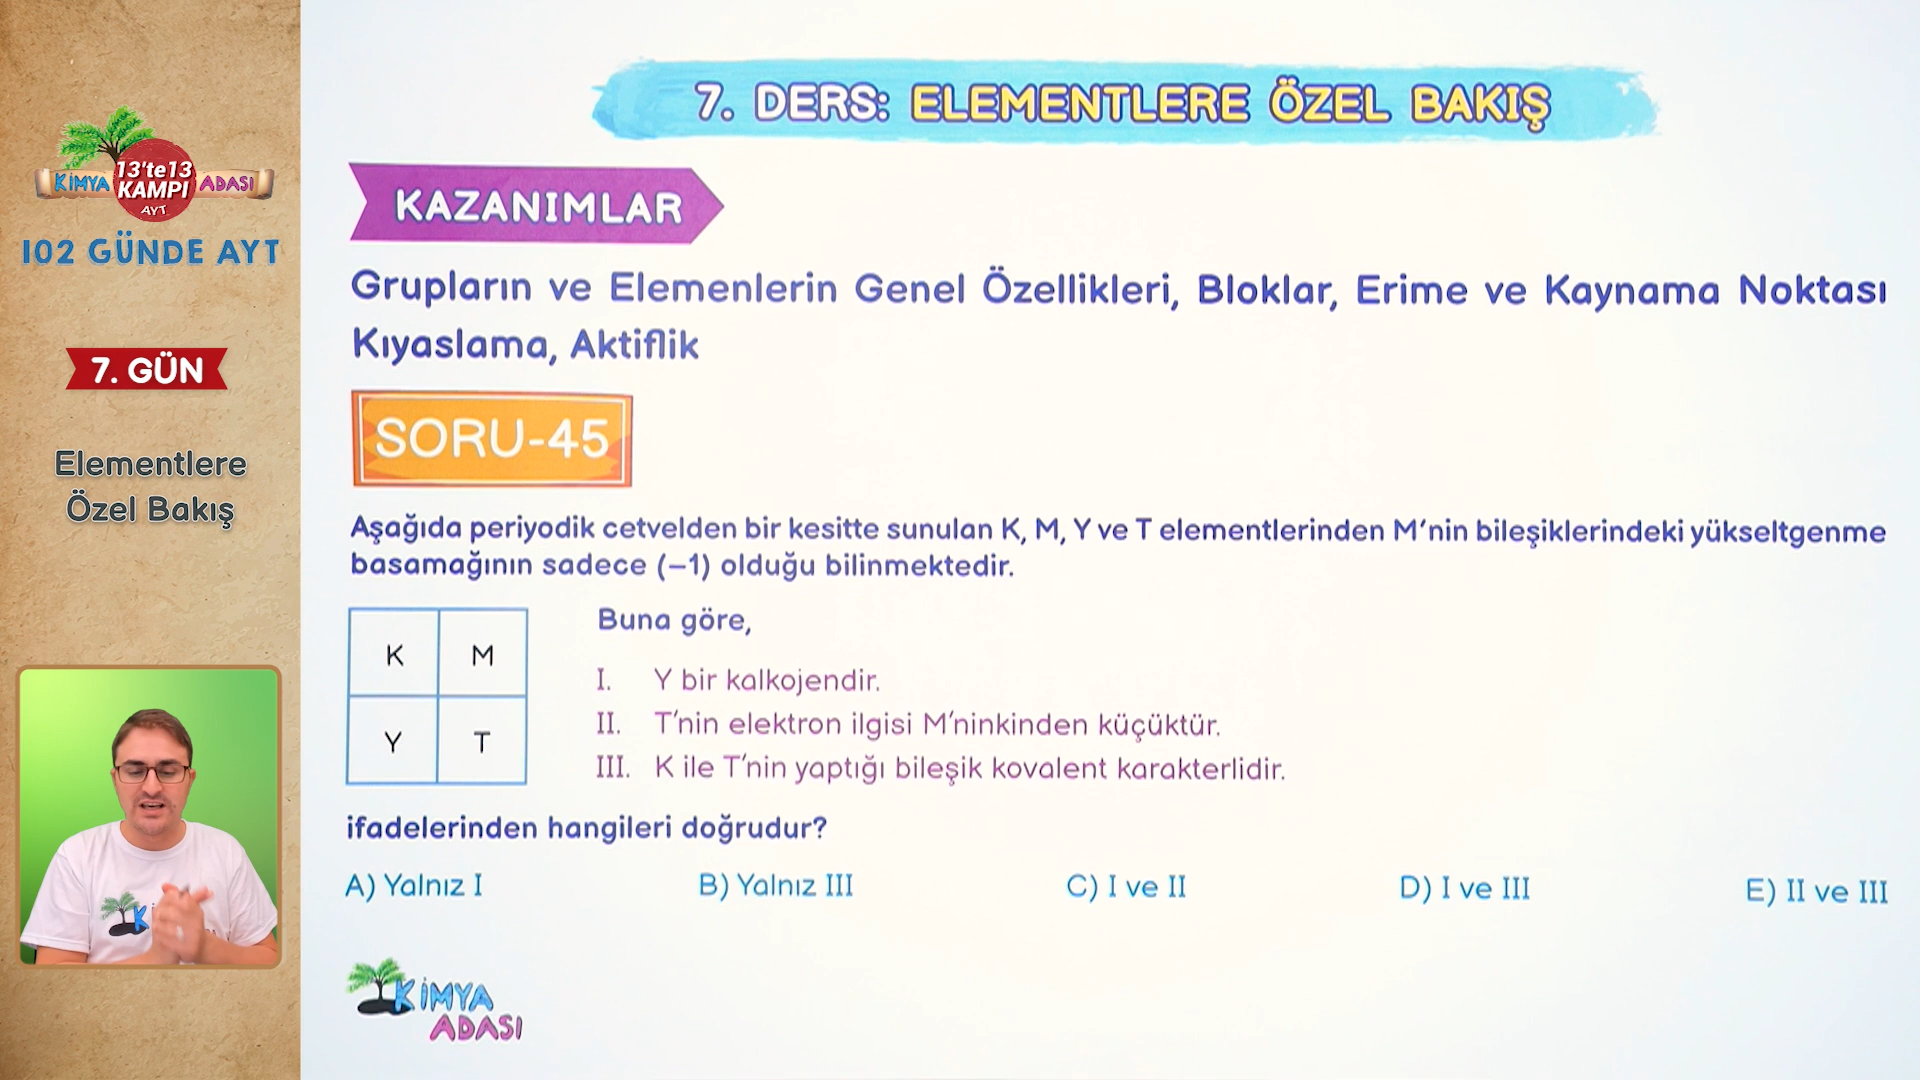 KİMYA 13'te13 KAMPI AYT ADASI
102 GÜNDE AYT
7. GÜN
Elementlere
Özel Bakış
7. DERS: ELEMENTLERE ÖZEL BAKIŞ
KAZANIMLAR
Grupların ve Elemenlerin Genel Özellikleri, Bloklar, Erime ve Kaynama Noktası
Kıyaslama, Aktiflik
SORU-45
Aşağıda periyodik cetvelden bir kesitte sunulan K, M, Y ve T elementlerinden M'nin bileşiklerindeki yükseltgenme
basamağının sadece (−1) olduğu bilinmektedir.
K M
Y T
Buna göre,
I. Y bir kalkojendir.
II. T'nin elektron ilgisi M'ninkinden küçüktür.
III. K ile T'nin yaptığı bileşik kovalent karakterlidir.
ifadelerinden hangileri doğrudur?
A) Yalnız I B) Yalnız III C) I ve II D) I ve III E) II ve III
KİMYA
ADASI